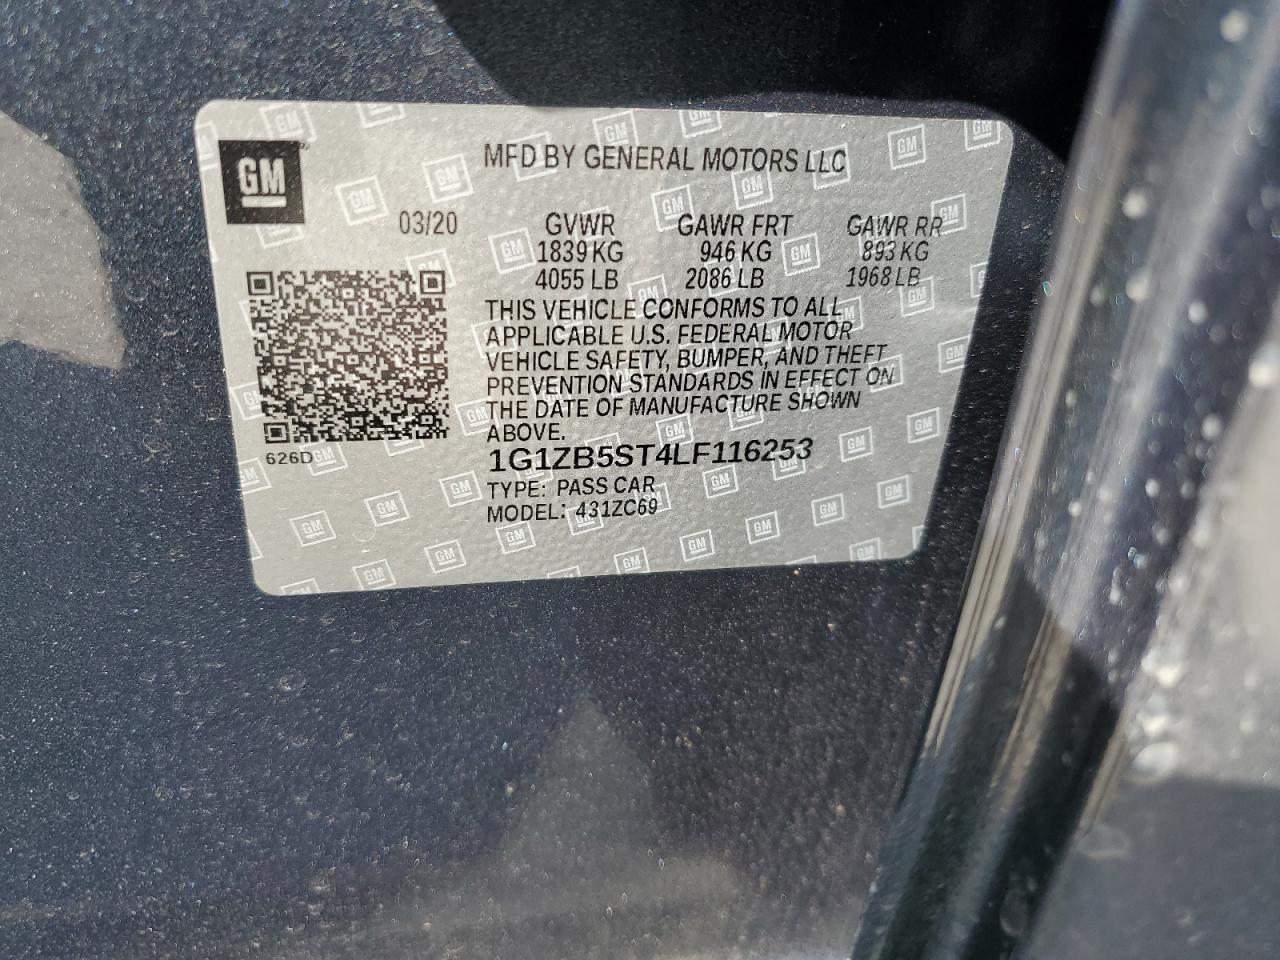 GM
MFD BY GENERAL MOTORS LLC
03/20 GVWR GAWR FRT GAWR RR
1839 KG 946 KG 893 KG
4055 LB 2086 LB 1968 LB
THIS VEHICLE CONFORMS TO ALL
APPLICABLE U.S. FEDERAL MOTOR
VEHICLE SAFETY, BUMPER, AND THEFT
PREVENTION STANDARDS IN EFFECT ON
THE DATE OF MANUFACTURE SHOWN
ABOVE.
626D
1G1ZB5ST4LF116253
TYPE: PASS CAR
MODEL: 431ZC69